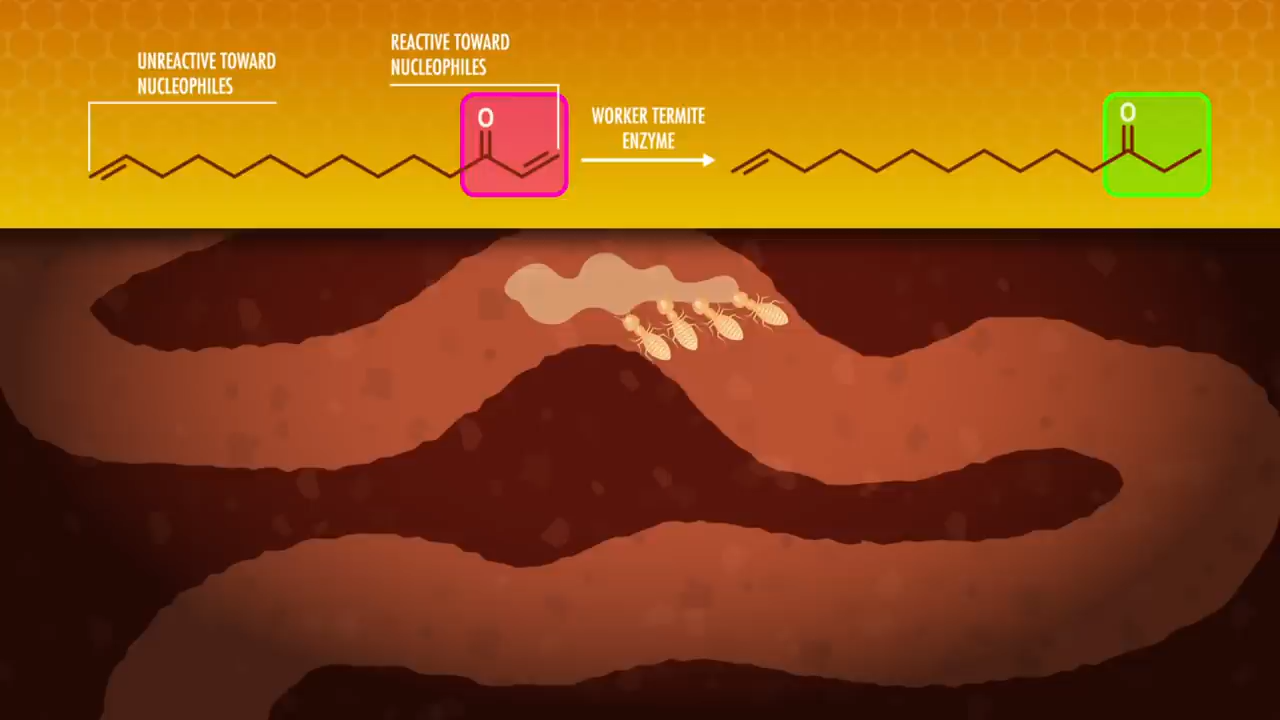 UNREACTIVE TOWARD
NUCLEOPHILES
REACTIVE TOWARD
NUCLEOPHILES
O
WORKER TERMITE
ENZYME
O